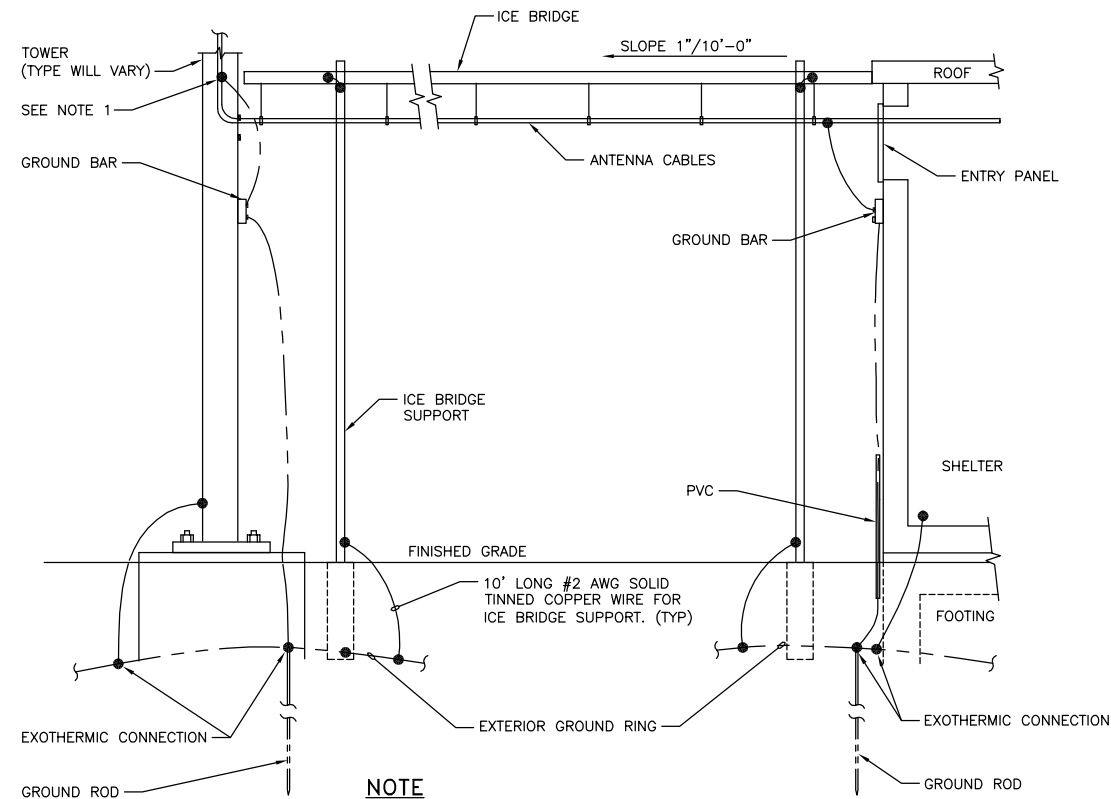 ICE BRIDGE
SLOPE 1"/10'-0"
TOWER
(TYPE WILL VARY)
ROOF
SEE NOTE 1
ANTENNA CABLES
GROUND BAR
ENTRY PANEL
GROUND BAR
ICE BRIDGE
SUPPORT
SHELTER
PVC
FINISHED GRADE
10' LONG #2 AWG SOLID
TINNED COPPER WIRE FOR
ICE BRIDGE SUPPORT. (TYP)
FOOTING
EXTERIOR GROUND RING
EXOTHERMIC CONNECTION
EXOTHERMIC CONNECTION
GROUND ROD
NOTE
GROUND ROD